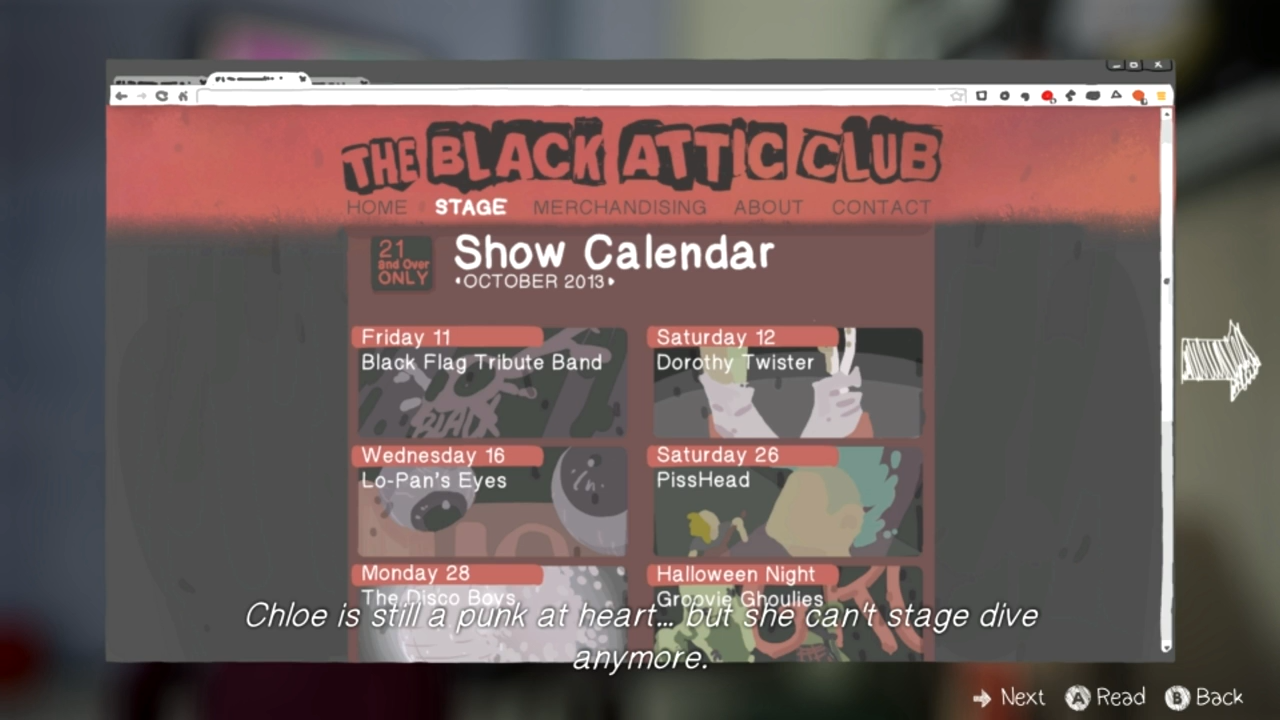 THE BLACK ATTIC CLUB
HOME STAGE MERCHANDISING ABOUT CONTACT
21
and Over
ONLY
Show Calendar
OCTOBER 2013
Friday 11
Black Flag Tribute Band
Saturday 12
Dorothy Twister
Wednesday 16
Lo-Pan's Eyes
Saturday 26
PissHead
Monday 28
The Disco Boys
Halloween Night
Groovie Ghoulies
Chloe is still a punk at heart... but she can't stage dive
anymore.
Next A Read B Back